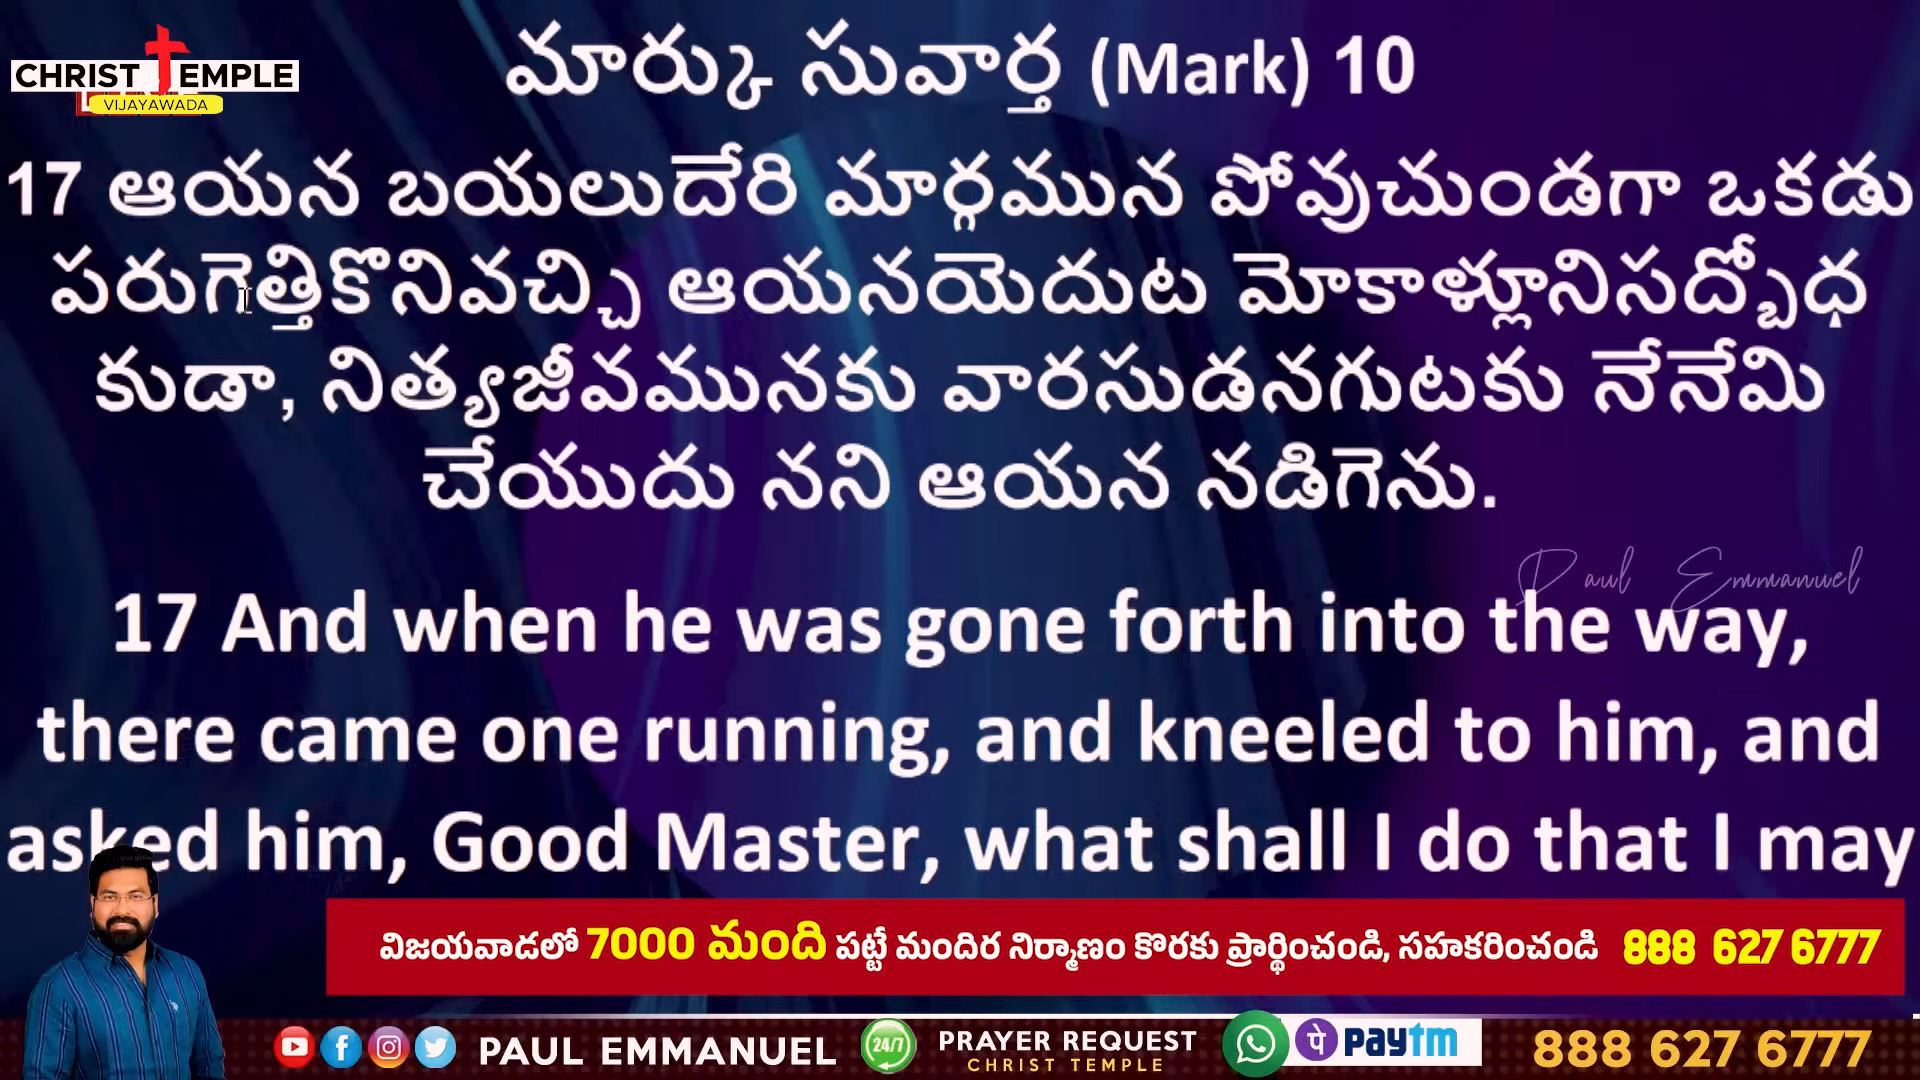 CHRIST TEMPLE
VIJAYAWADA
మార్కు సువార్త (Mark) 10
17 ఆయన బయలుదేరి మార్గమున పోవుచుండగా ఒకడు
పరుగెత్తికొనివచ్చి ఆయనయెదుట మోకాళ్లూనిసద్బోధ
కుడా, నిత్యజీవమునకు వారసుడనగుటకు నేనేమి
చేయుదు నని ఆయన నడిగెను.
Paul Emmanuel
17 And when he was gone forth into the way,
there came one running, and kneeled to him, and
asked him, Good Master, what shall I do that I may
విజయవాడలో 7000 మంది పట్టే మందిర నిర్మాణం కొరకు ప్రార్థించండి, సహకరించండి 888 627 6777
PAUL EMMANUEL
24/7
PRAYER REQUEST
CHRIST TEMPLE
पे
paytm
888 627 6777